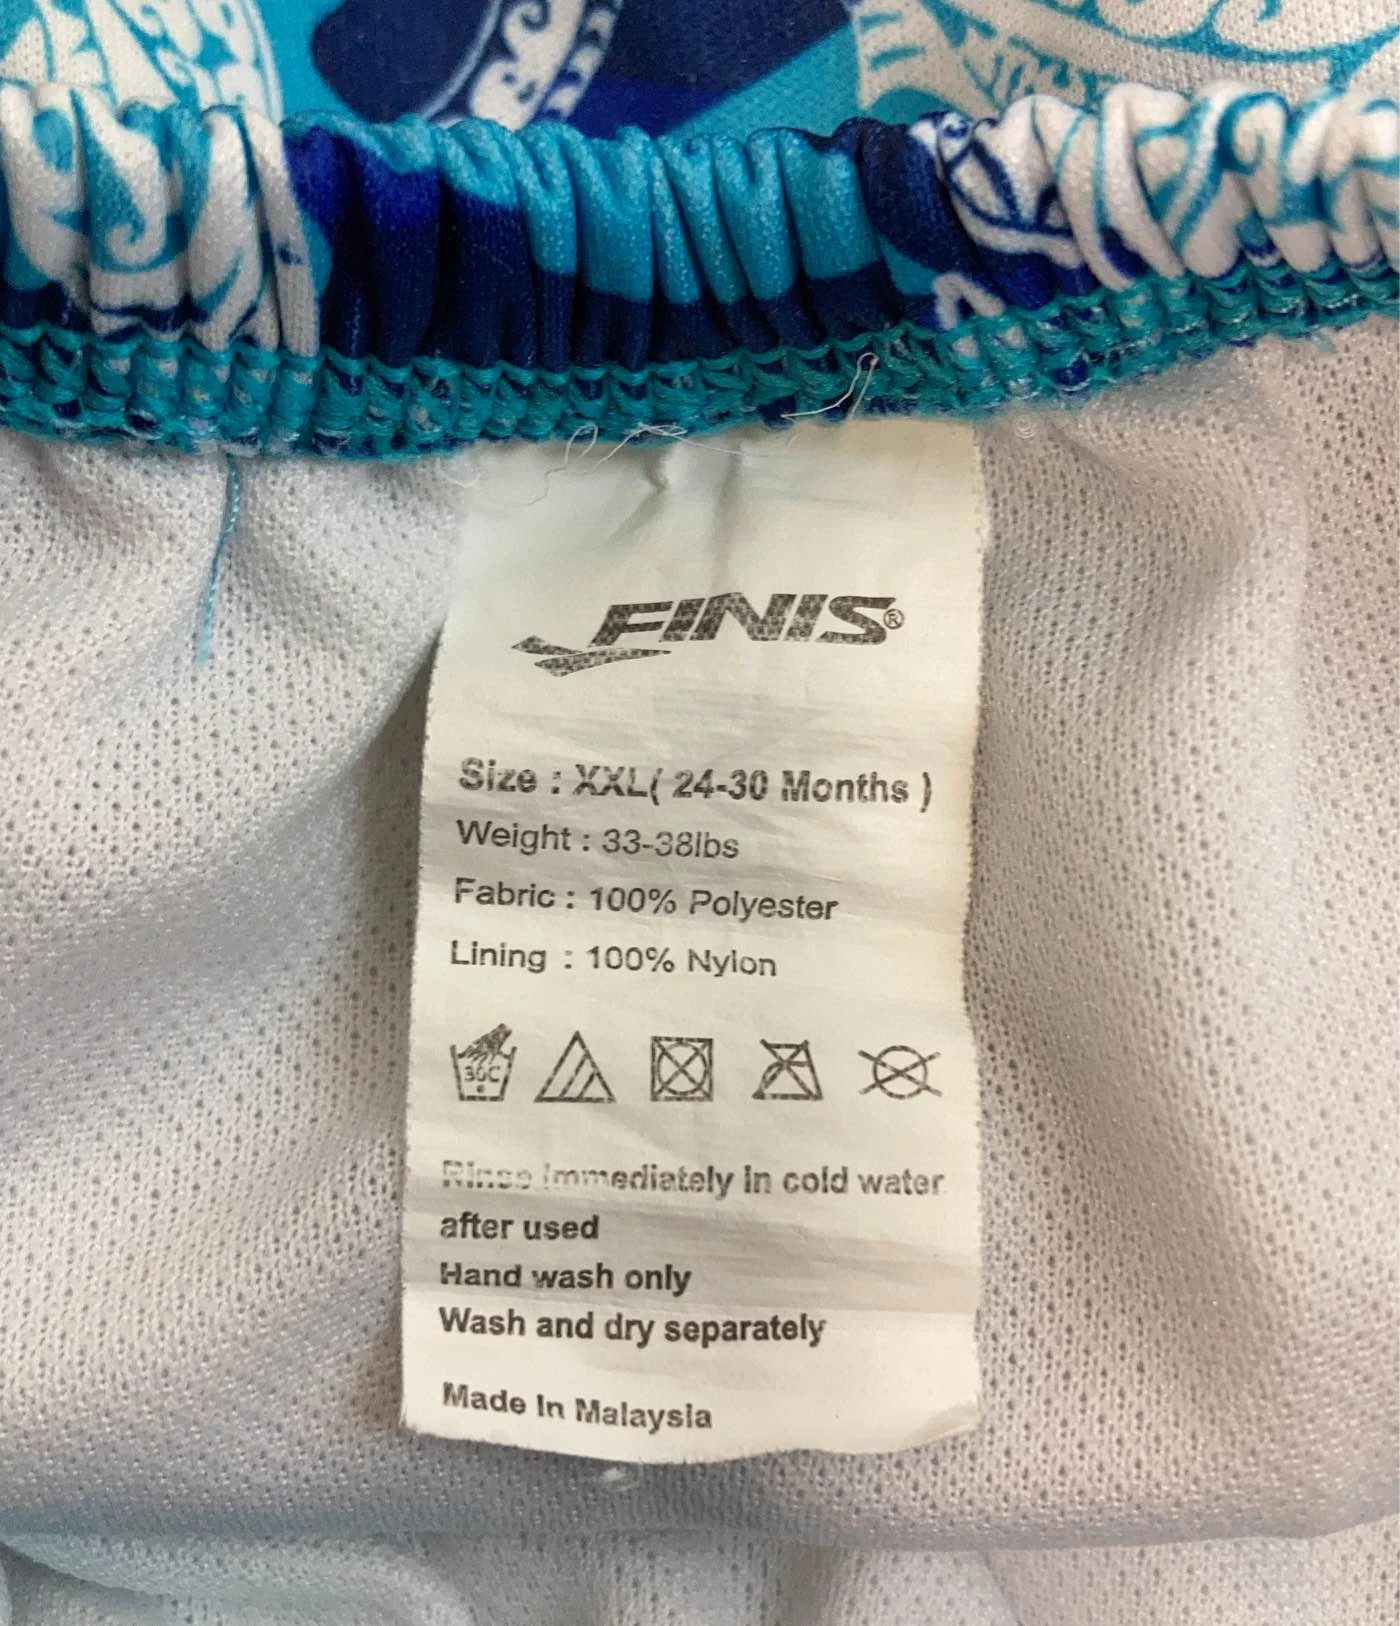 FINIS®
Size : XXL( 24-30 Months )
Weight : 33-38lbs
Fabric : 100% Polyester
Lining : 100% Nylon
30C
Rinse immediately in cold water
after used
Hand wash only
Wash and dry separately
Made In Malaysia